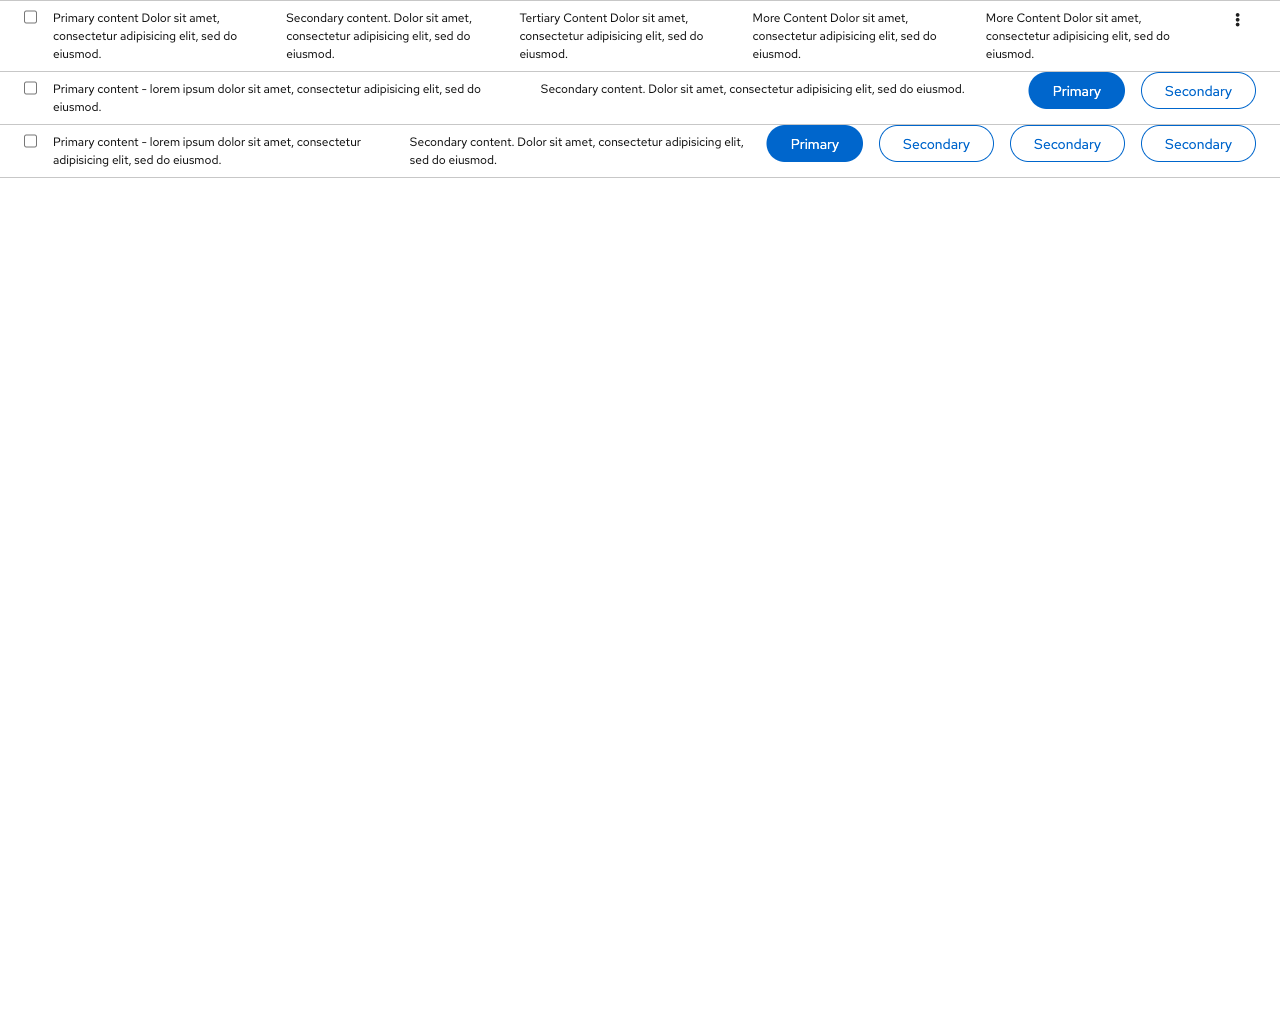 Primary content Dolor sit amet,
consectetur adipisicing elit, sed do
eiusmod.
Secondary content. Dolor sit amet,
consectetur adipisicing elit, sed do
eiusmod.
Tertiary Content Dolor sit amet,
consectetur adipisicing elit, sed do
eiusmod.
More Content Dolor sit amet,
consectetur adipisicing elit, sed do
eiusmod.
More Content Dolor sit amet,
consectetur adipisicing elit, sed do
eiusmod.
Primary content - lorem ipsum dolor sit amet, consectetur adipisicing elit, sed do
eiusmod.
Secondary content. Dolor sit amet, consectetur adipisicing elit, sed do eiusmod.
Primary
Secondary
Primary content - lorem ipsum dolor sit amet, consectetur
adipisicing elit, sed do eiusmod.
Secondary content. Dolor sit amet, consectetur adipisicing elit,
sed do eiusmod.
Primary
Secondary
Secondary
Secondary